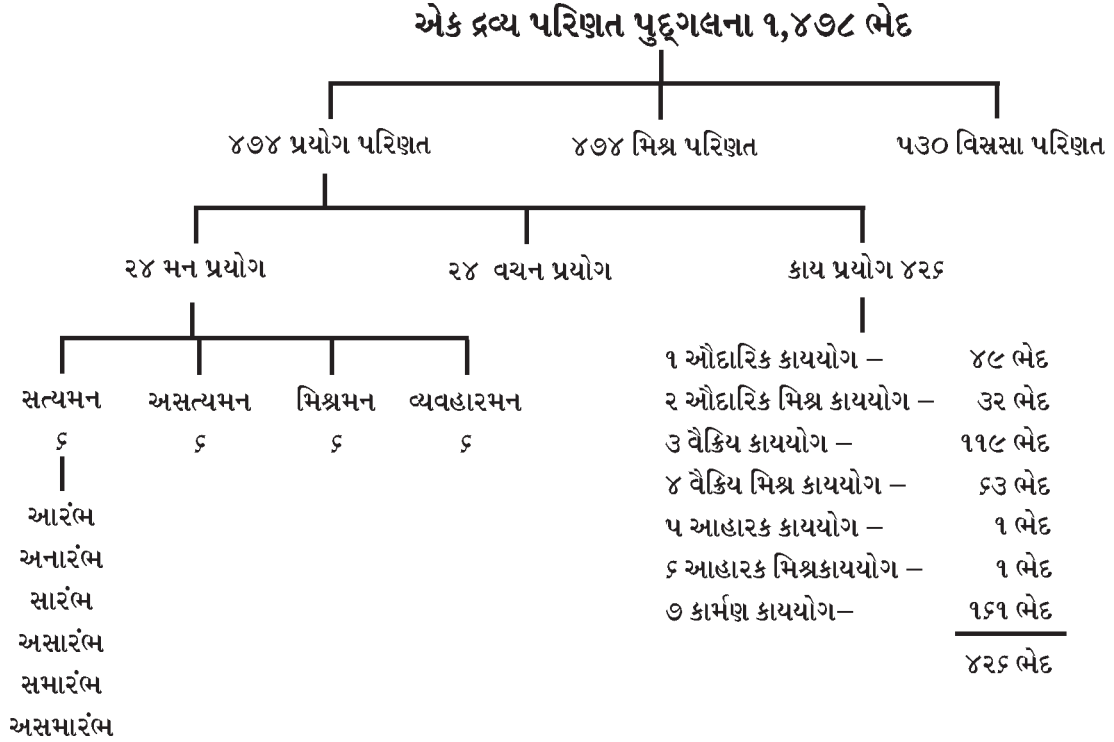 એક દ્રવ્ય પરિણત પુદ્ગલના ૧,૪૭૮ ભેદ
૪૭૪ પ્રયોગ પરિણત
૪૭૪ મિશ્ર પરિણત
૫૩૦ વિસ્રસા પરિણત
૨૪ મન પ્રયોગ
૨૪ વચન પ્રયોગ
કાય પ્રયોગ ૪૨૬
સત્યમન
અસત્યમન
મિશ્રમન
વ્યવહારમન
૬
૬
૬
૬
આરંભ
અનારંભ
સારંભ
અસારંભ
સમારંભ
અસમારંભ
૧ ઔદારિક કાયયોગ – ૪૯ ભેદ
૨ ઔદારિક મિશ્ર કાયયોગ – ૩૨ ભેદ
૩ વૈક્રિય કાયયોગ – ૧૧૯ ભેદ
૪ વૈક્રિય મિશ્ર કાયયોગ – ૬૩ ભેદ
૫ આહારક કાયયોગ – ૧ ભેદ
૬ આહારક મિશ્રકાયયોગ – ૧ ભેદ
૭ કાર્મણ કાયયોગ– ૧૬૧ ભેદ
૪૨૬ ભેદ